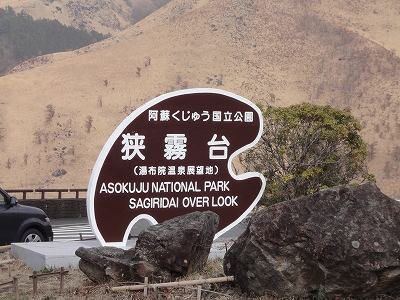 阿蘇くじゅう国立公園
狭霧台
(湯布院温泉展望地)
ASOKUJU NATIONAL PARK
SAGIRIDAI OVER LOOK